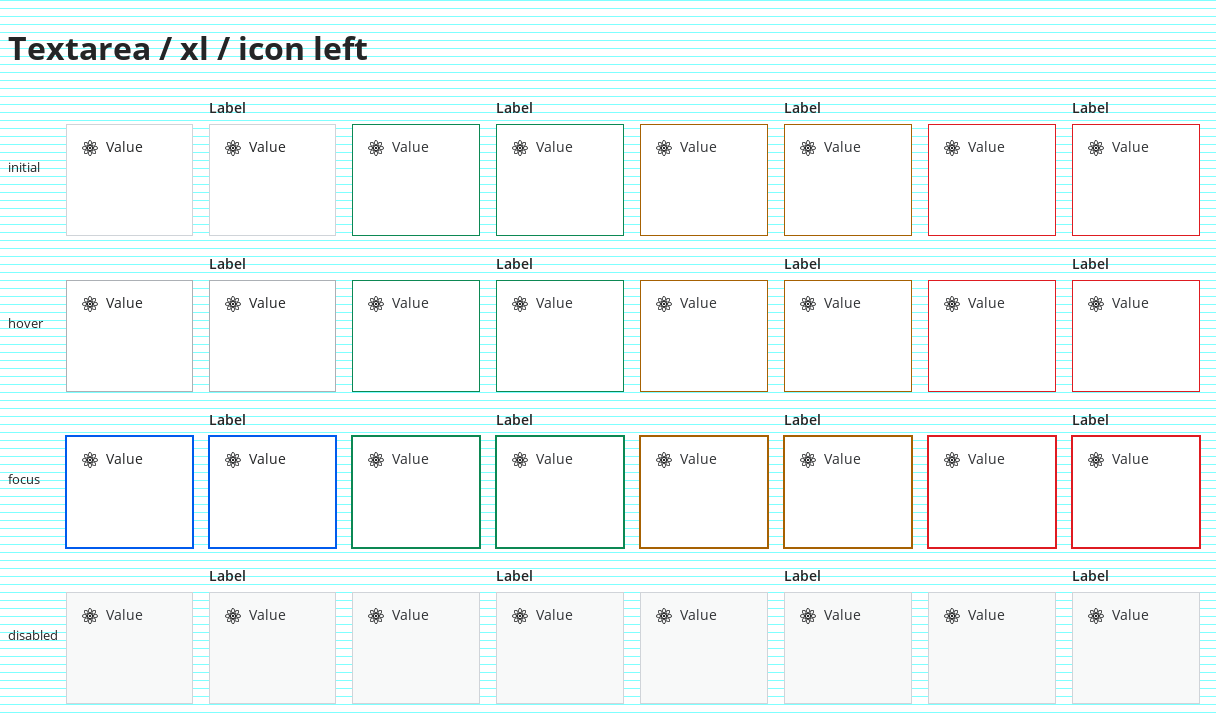 Textarea / xl / icon left
Label Label Label Label
initial Value Value Value Value Value Value Value Value
Label Label Label Label
hover Value Value Value Value Value Value Value Value
Label Label Label Label
focus Value Value Value Value Value Value Value Value
Label Label Label Label
disabled Value Value Value Value Value Value Value Value